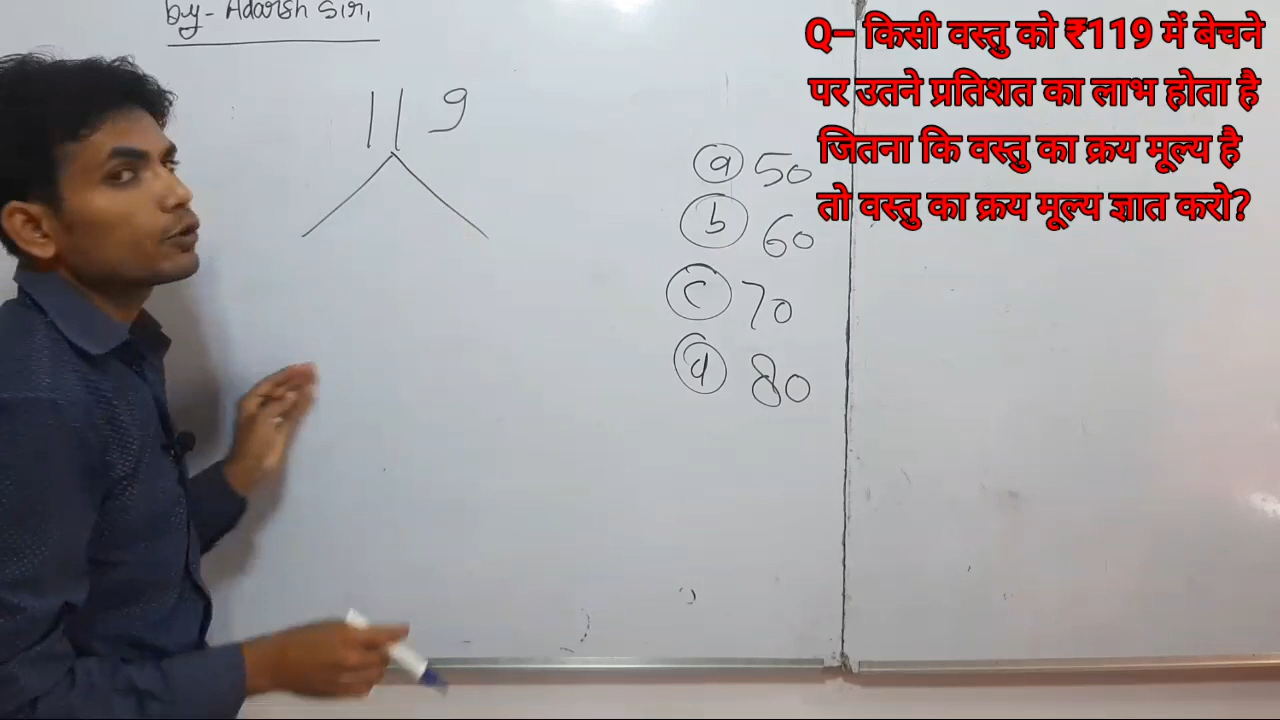 by- Adarsh Sir,
119
Q– किसी वस्तु को ₹119 में बेचने
पर उतने प्रतिशत का लाभ होता है
जितना कि वस्तु का क्रय मूल्य है
तो वस्तु का क्रय मूल्य ज्ञात करो?
a 50
b 60
c 70
d 80